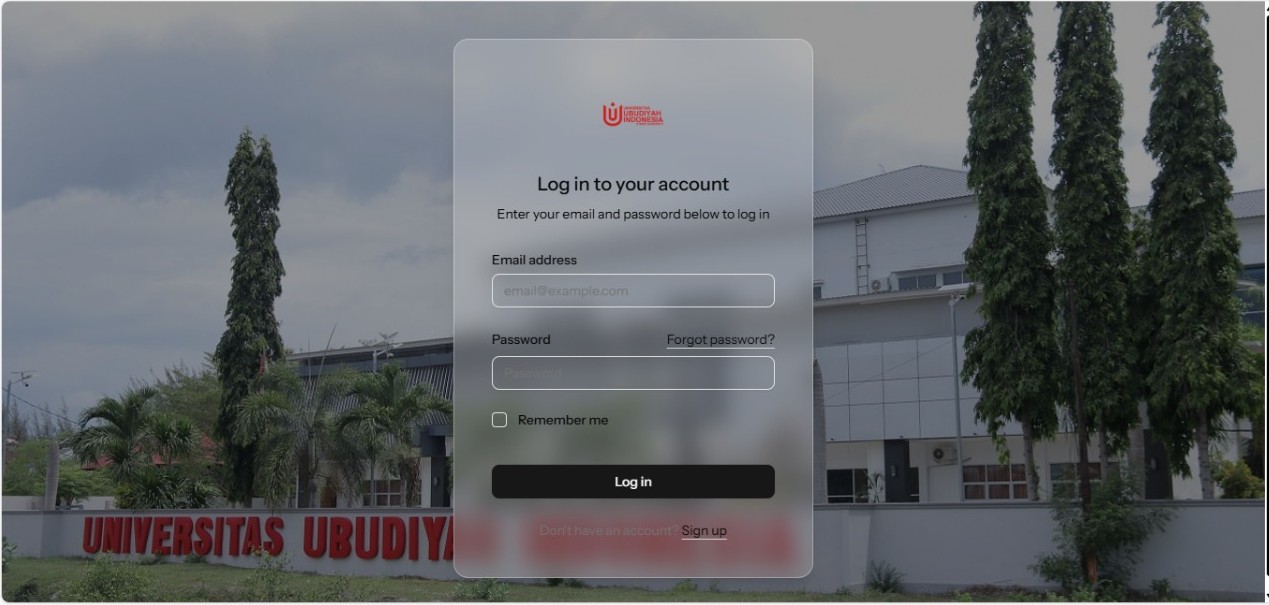 UNIVERSITAS
UBUDIYAH
INDONESIA
Log in to your account
Enter your email and password below to log in
Email address
email@example.com
Password
Forgot password?
Password
Remember me
Log in
Don't have an account? Sign up
UNIVERSITAS UBUDIYA